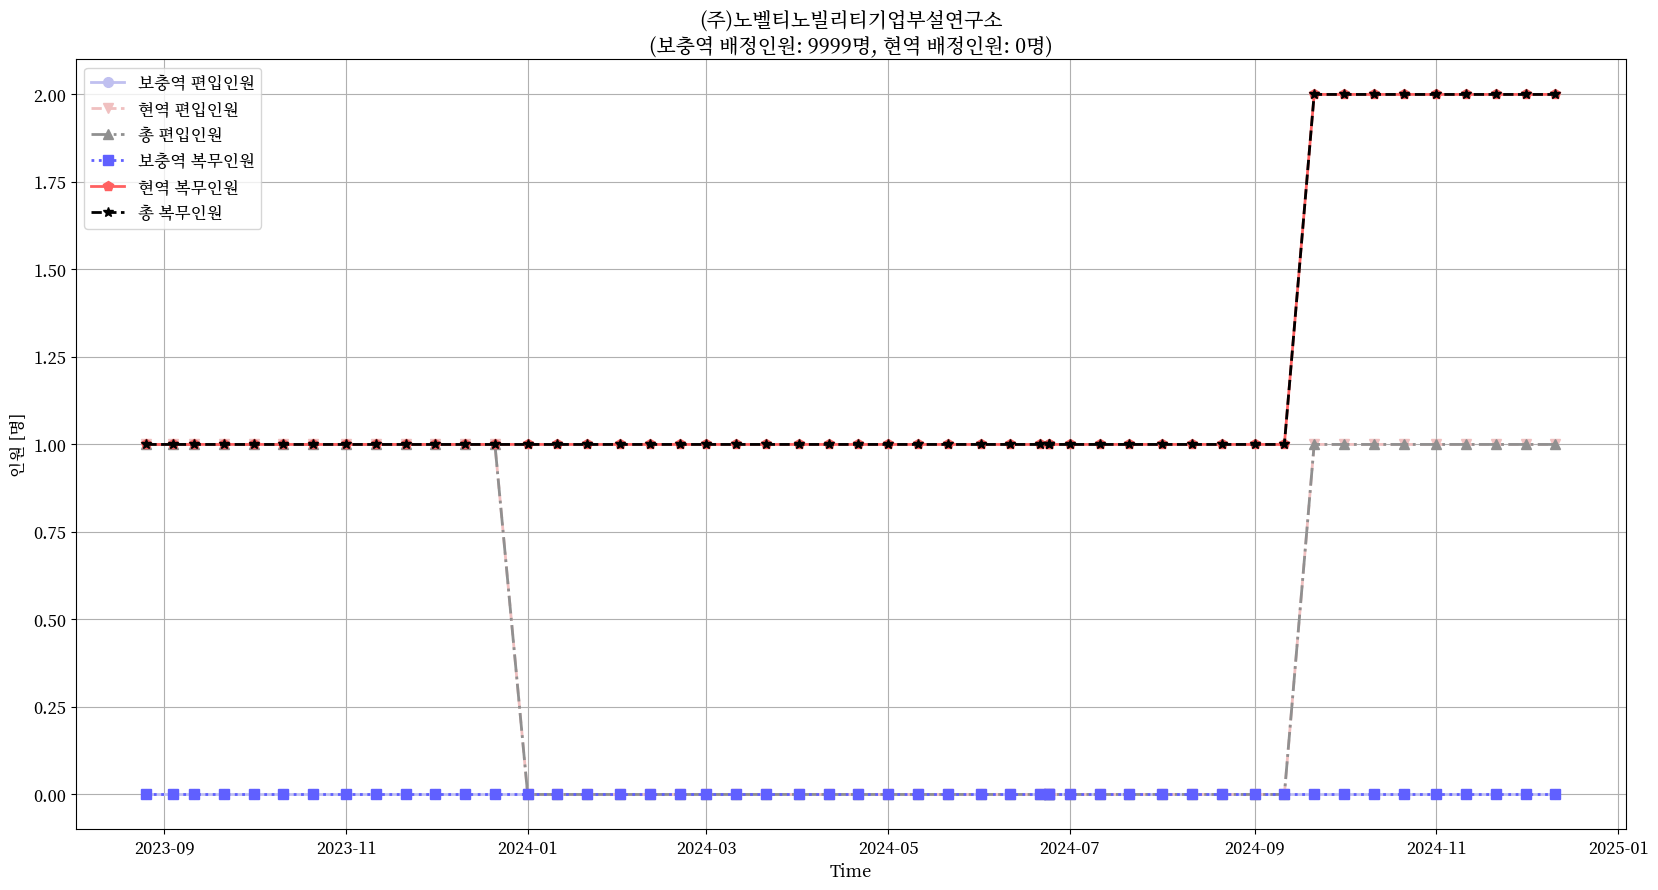 (주)노벨티노빌리티기업부설연구소
(보충역 배정인원: 9999명, 현역 배정인원: 0명)
보충역 편입인원
현역 편입인원
총 편입인원
보충역 복무인원
현역 복무인원
총 복무인원
2.00
1.75
1.50
1.25
1.00
0.75
0.50
0.25
0.00
인원 [명]
2023-09
2023-11
2024-01
2024-03
2024-05
2024-07
2024-09
2024-11
2025-01
Time